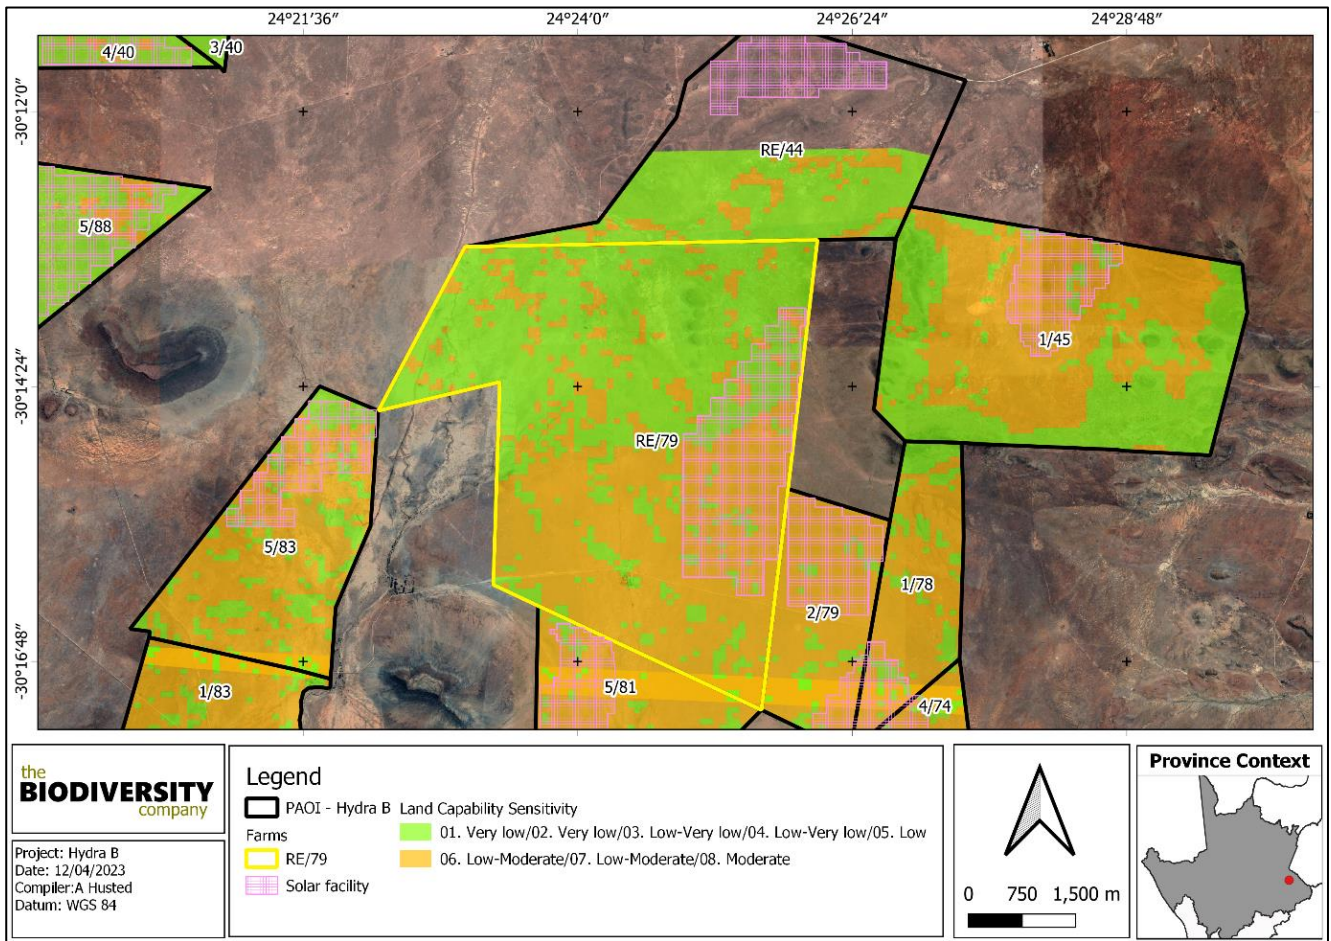 24°21'36" 24°24'0" 24°26'24" 24°28'48"
-30°12'0"
-30°14'24"
-30°16'48"
4/40
3/40
RE/44
5/88
1/45
RE/79
5/83
2/79
1/78
1/83
5/81
4/74
the
BIODIVERSITY
company
Project: Hydra B
Date: 12/04/2023
Compiler:A Husted
Datum: WGS 84
Legend
PAOI - Hydra B
Farms
RE/79
Solar facility
Land Capability Sensitivity
01. Very low/02. Very low/03. Low-Very low/04. Low-Very low/05. Low
06. Low-Moderate/07. Low-Moderate/08. Moderate
0 750 1,500 m
Province Context